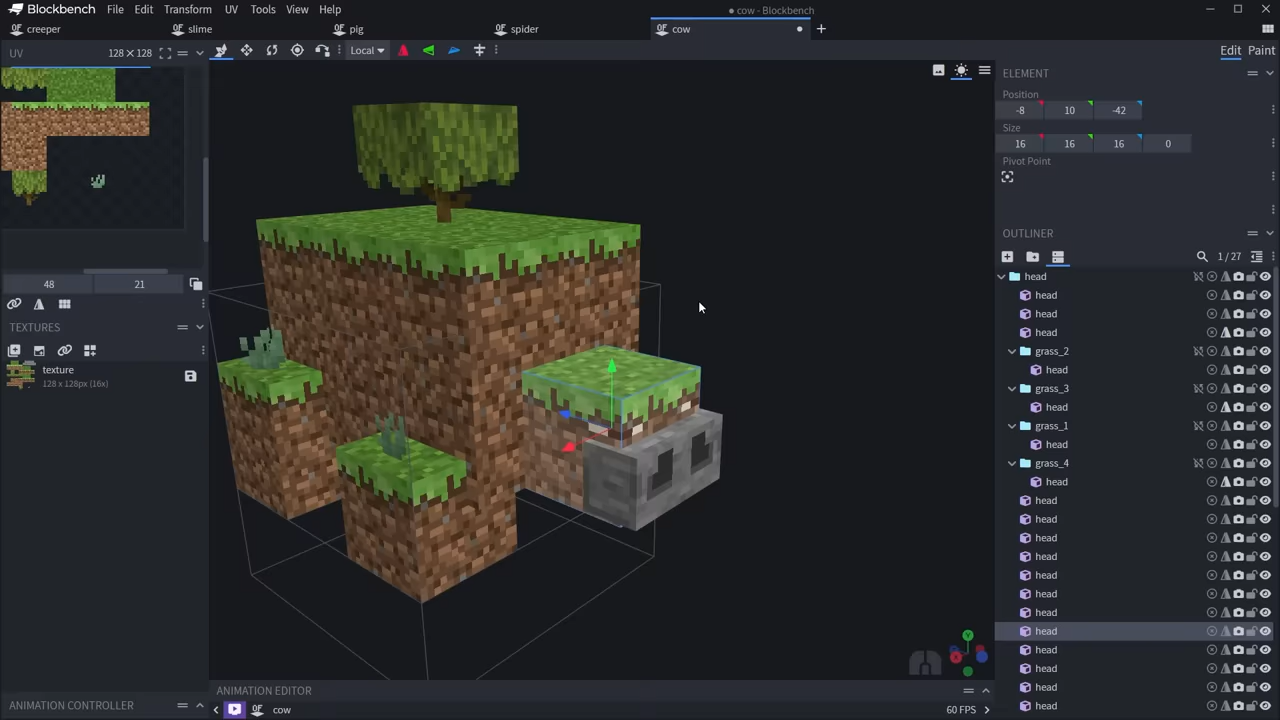 Blockbench File Edit Transform UV Tools View Help
cow - Blockbench
creeper slime pig spider cow
UV 128 × 128
Local
Edit Paint
ELEMENT
Position
-8 10 -42
Size
16 16 16 0
Pivot Point
OUTLINER
1 / 27
head
head
head
head
grass_2
head
grass_3
head
grass_1
head
grass_4
head
head
head
head
head
head
head
head
head
head
head
head
head
48 21
TEXTURES
texture
128 x 128px (16x)
ANIMATION CONTROLLER
ANIMATION EDITOR
cow
60 FPS